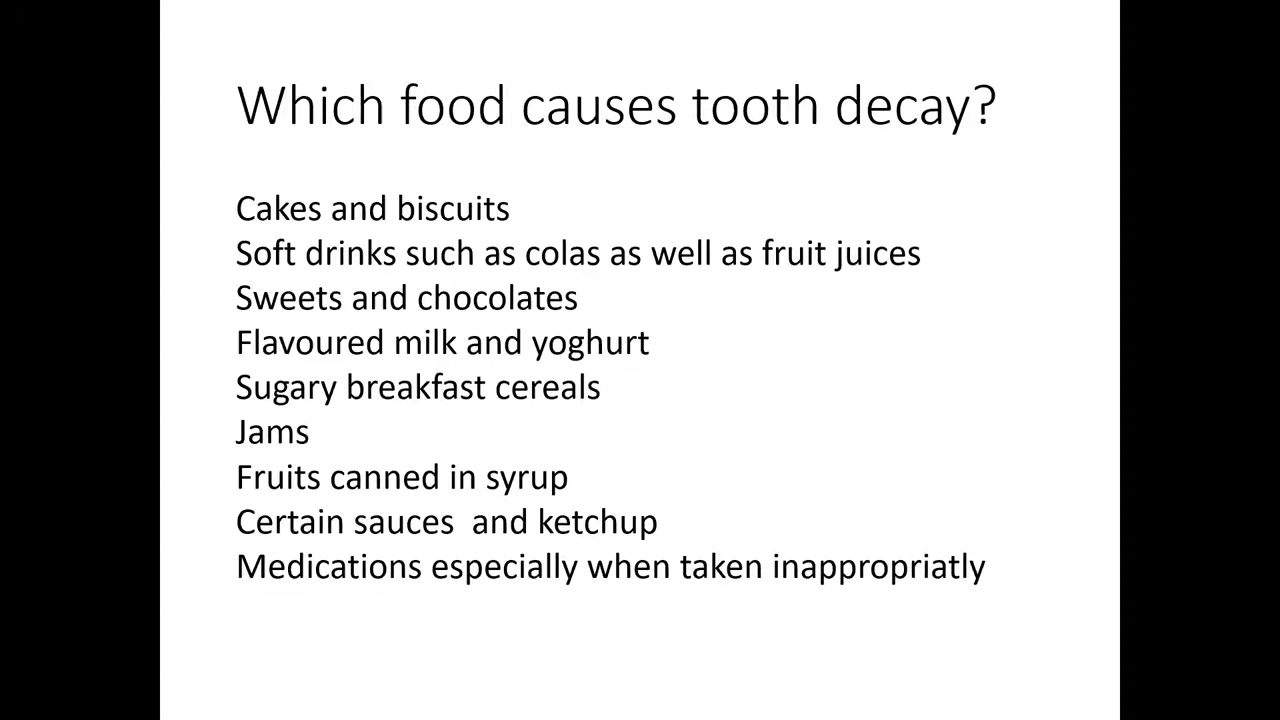 Which food causes tooth decay?
Cakes and biscuits
Soft drinks such as colas as well as fruit juices
Sweets and chocolates
Flavoured milk and yoghurt
Sugary breakfast cereals
Jams
Fruits canned in syrup
Certain sauces  and ketchup
Medications especially when taken inappropriatly